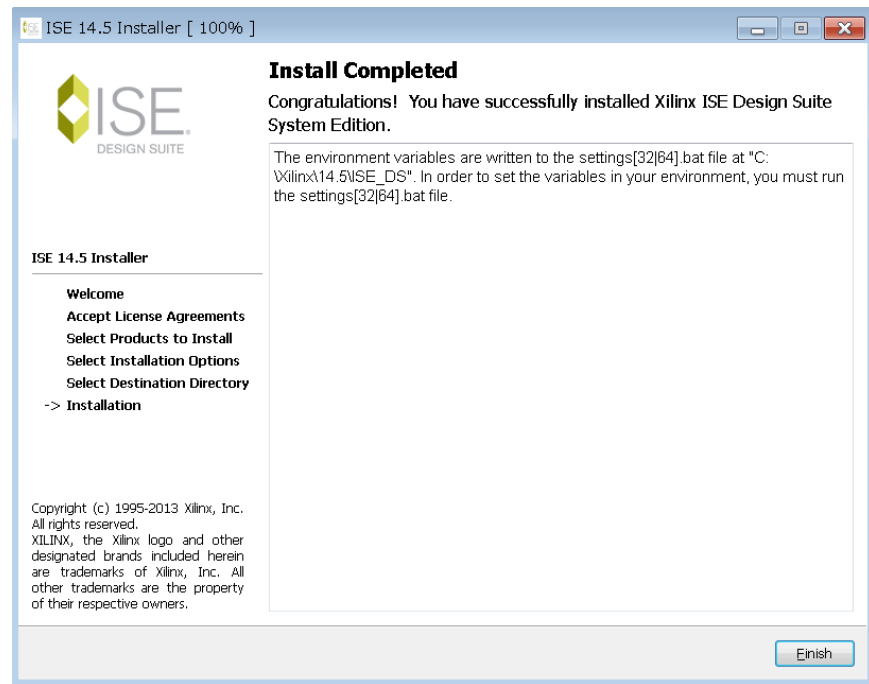 ISE 14.5 Installer [ 100% ]
ISE.
DESIGN SUITE
ISE 14.5 Installer
Welcome
Accept License Agreements
Select Products to Install
Select Installation Options
Select Destination Directory
-> Installation
Copyright (c) 1995-2013 Xilinx, Inc.
All rights reserved.
XILINX, the Xilinx logo and other
designated brands included herein
are trademarks of Xilinx, Inc. All
other trademarks are the property
of their respective owners.
Install Completed
Congratulations! You have successfully installed Xilinx ISE Design Suite
System Edition.
The environment variables are written to the settings[32|64].bat file at "C:
\Xilinx\14.5\ISE_DS". In order to set the variables in your environment, you must run
the settings[32|64].bat file.
Finish